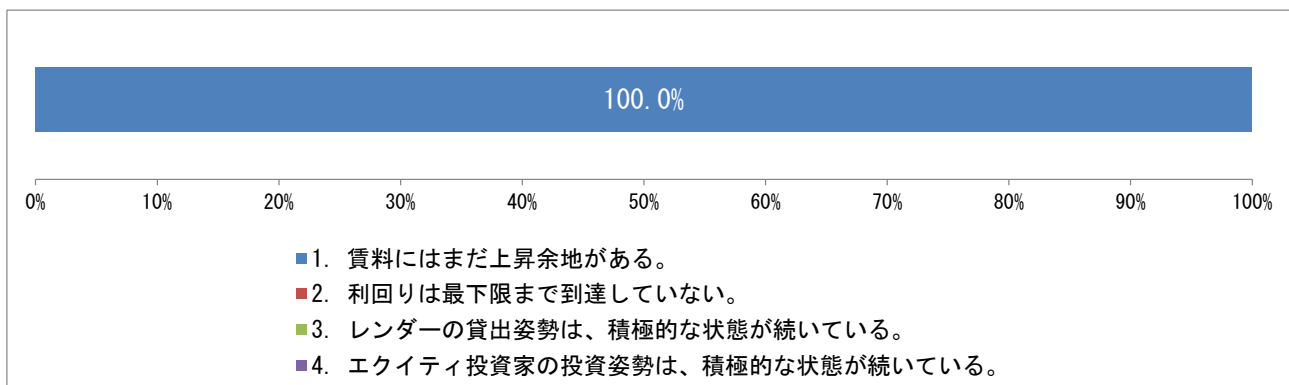 100.0%
0% 10% 20% 30% 40% 50% 60% 70% 80% 90% 100%
1. 賃料にはまだ上昇余地がある。
2. 利回りは最下限まで到達していない。
3. レンダーの貸出姿勢は、積極的な状態が続いている。
4. エクイティ投資家の投資姿勢は、積極的な状態が続いている。